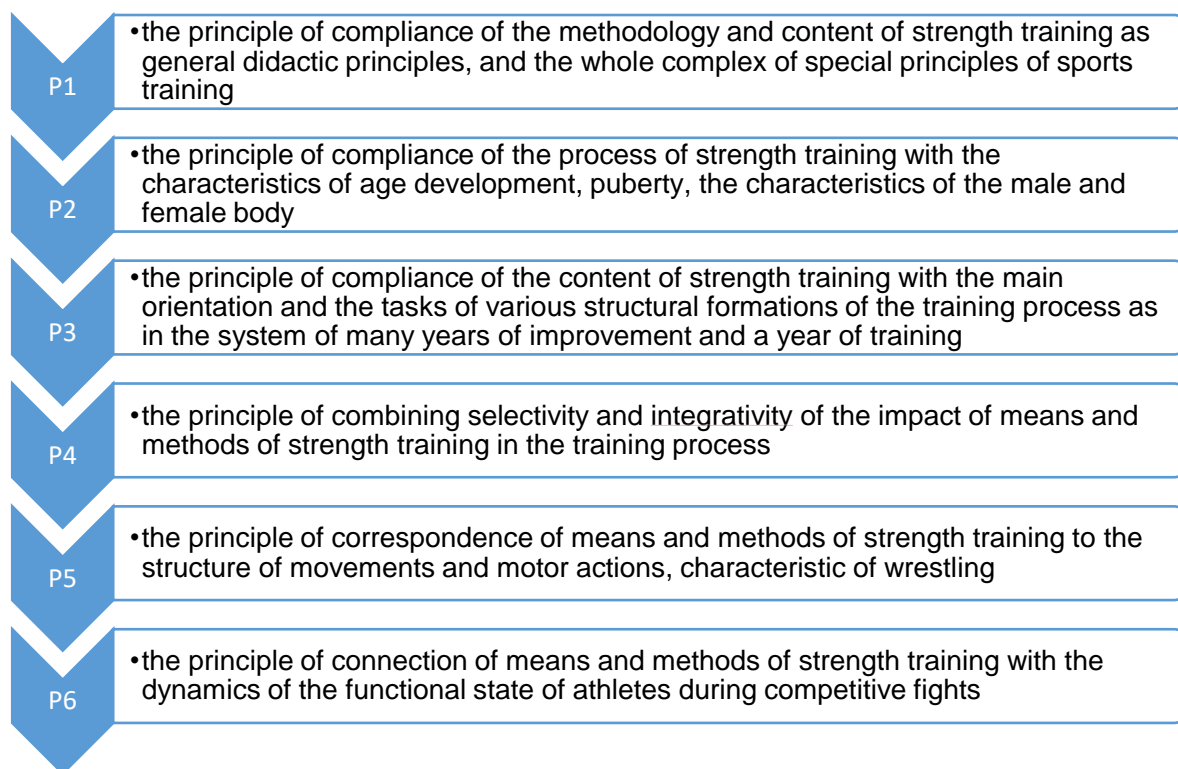 P1
•the principle of compliance of the methodology and content of strength training as
general didactic principles, and the whole complex of special principles of sports
training
P2
•the principle of compliance of the process of strength training with the
characteristics of age development, puberty, the characteristics of the male and
female body
P3
•the principle of compliance of the content of strength training with the main
orientation and the tasks of various structural formations of the training process as
in the system of many years of improvement and a year of training
P4
•the principle of combining selectivity and integrativity of the impact of means and
methods of strength training in the training process
P5
•the principle of correspondence of means and methods of strength training to the
structure of movements and motor actions, characteristic of wrestling
P6
•the principle of connection of means and methods of strength training with the
dynamics of the functional state of athletes during competitive fights